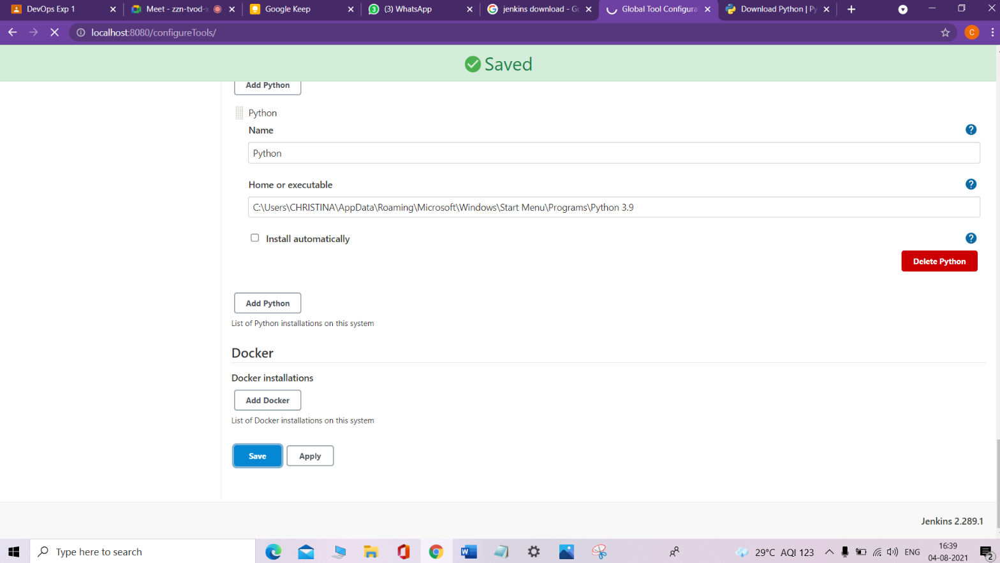 DevOps Exp 1
Meet - zzn-tvod-x
Google Keep
(3) WhatsApp
jenkins download - Go
Global Tool Configurat
Download Python | Py
localhost:8080/configureTools/
C
Saved
Add Python
Python
Name
?
Python
Home or executable
?
C:\Users\CHRISTINA\AppData\Roaming\Microsoft\Windows\Start Menu\Programs\Python 3.9
Install automatically
?
Delete Python
Add Python
List of Python installations on this system
Docker
Docker installations
Add Docker
List of Docker installations on this system
Save Apply
Jenkins 2.289.1
Type here to search
29°C AQI 123
ENG
16:39
04-08-2021
2